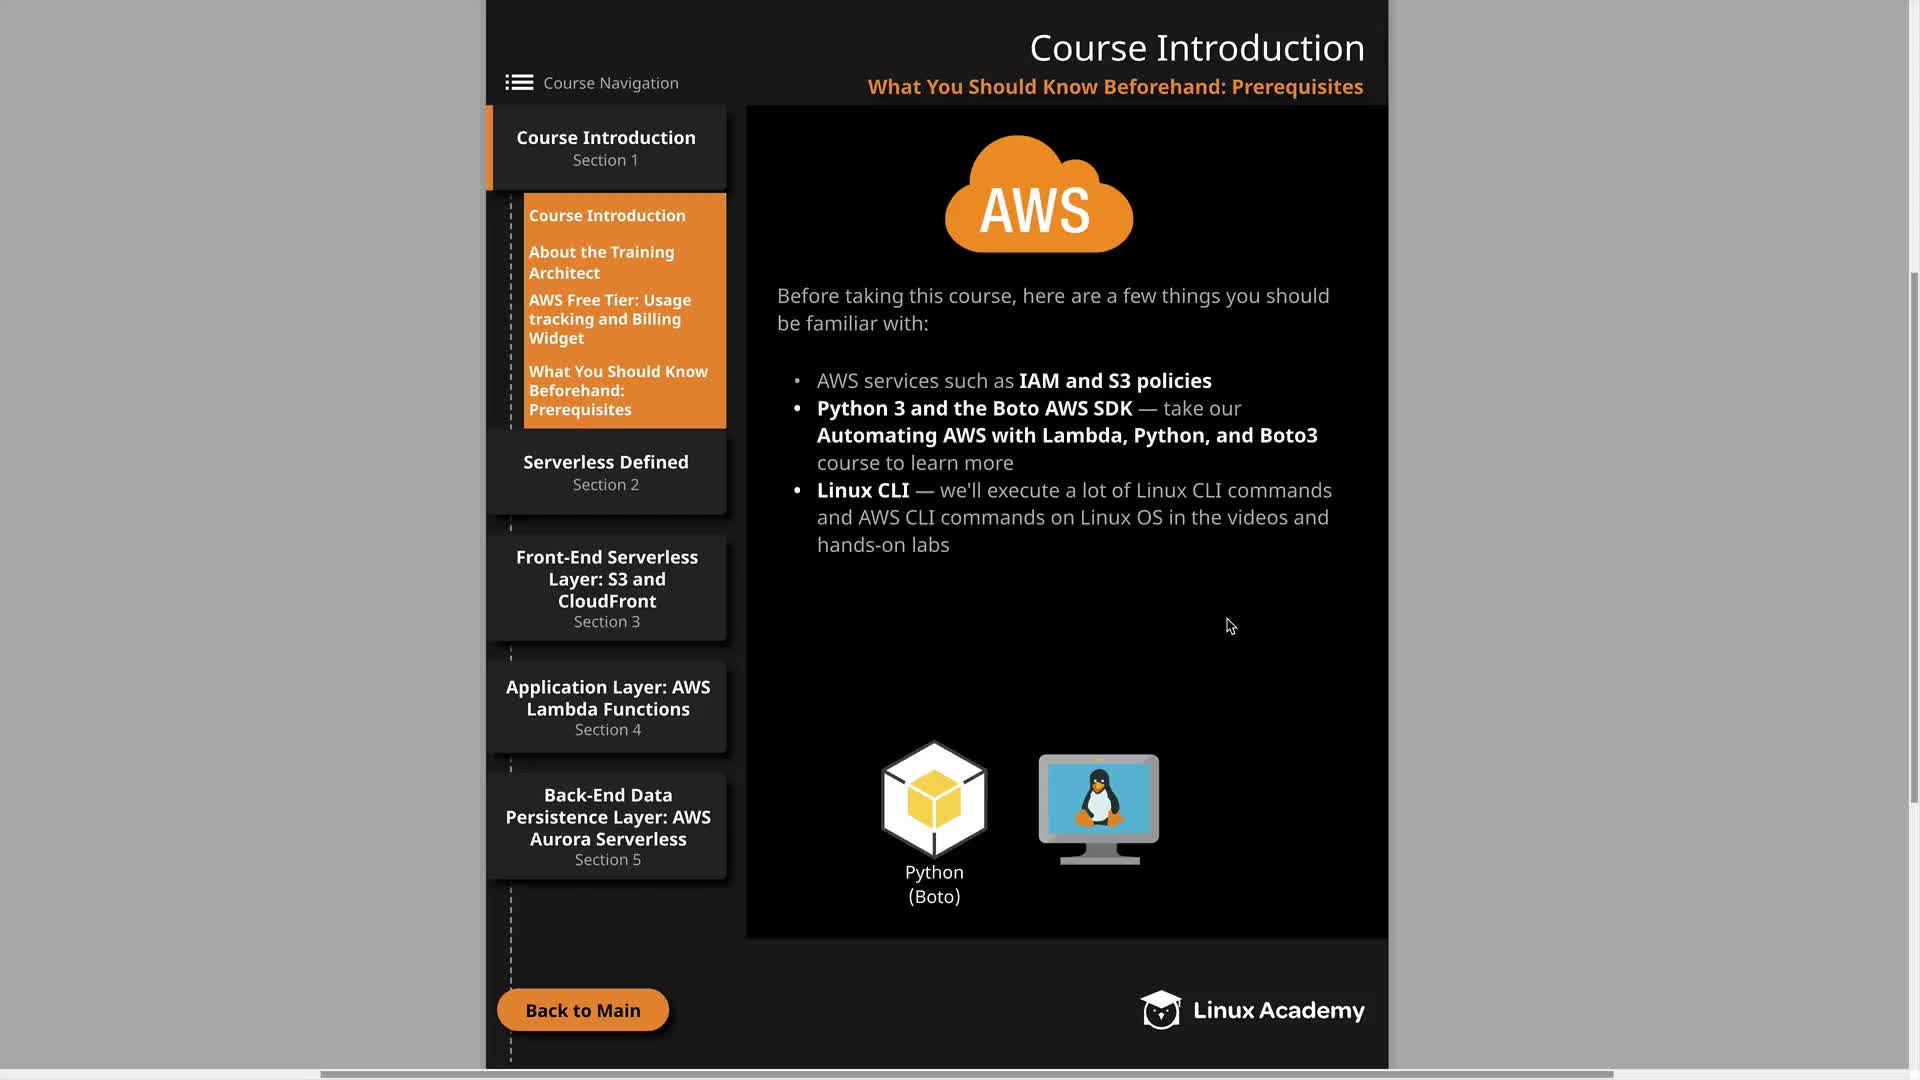 Course Introduction
What You Should Know Beforehand: Prerequisites
Course Navigation
Course Introduction
Section 1
Course Introduction
About the Training
Architect
AWS Free Tier: Usage
tracking and Billing
Widget
What You Should Know
Beforehand:
Prerequisites
Serverless Defined
Section 2
Front-End Serverless
Layer: S3 and
CloudFront
Section 3
Application Layer: AWS
Lambda Functions
Section 4
Back-End Data
Persistence Layer: AWS
Aurora Serverless
Section 5
Back to Main
AWS
Before taking this course, here are a few things you should
be familiar with:
• AWS services such as IAM and S3 policies
• Python 3 and the Boto AWS SDK — take our
Automating AWS with Lambda, Python, and Boto3
course to learn more
• Linux CLI — we'll execute a lot of Linux CLI commands
and AWS CLI commands on Linux OS in the videos and
hands-on labs
Python
(Boto)
Linux Academy